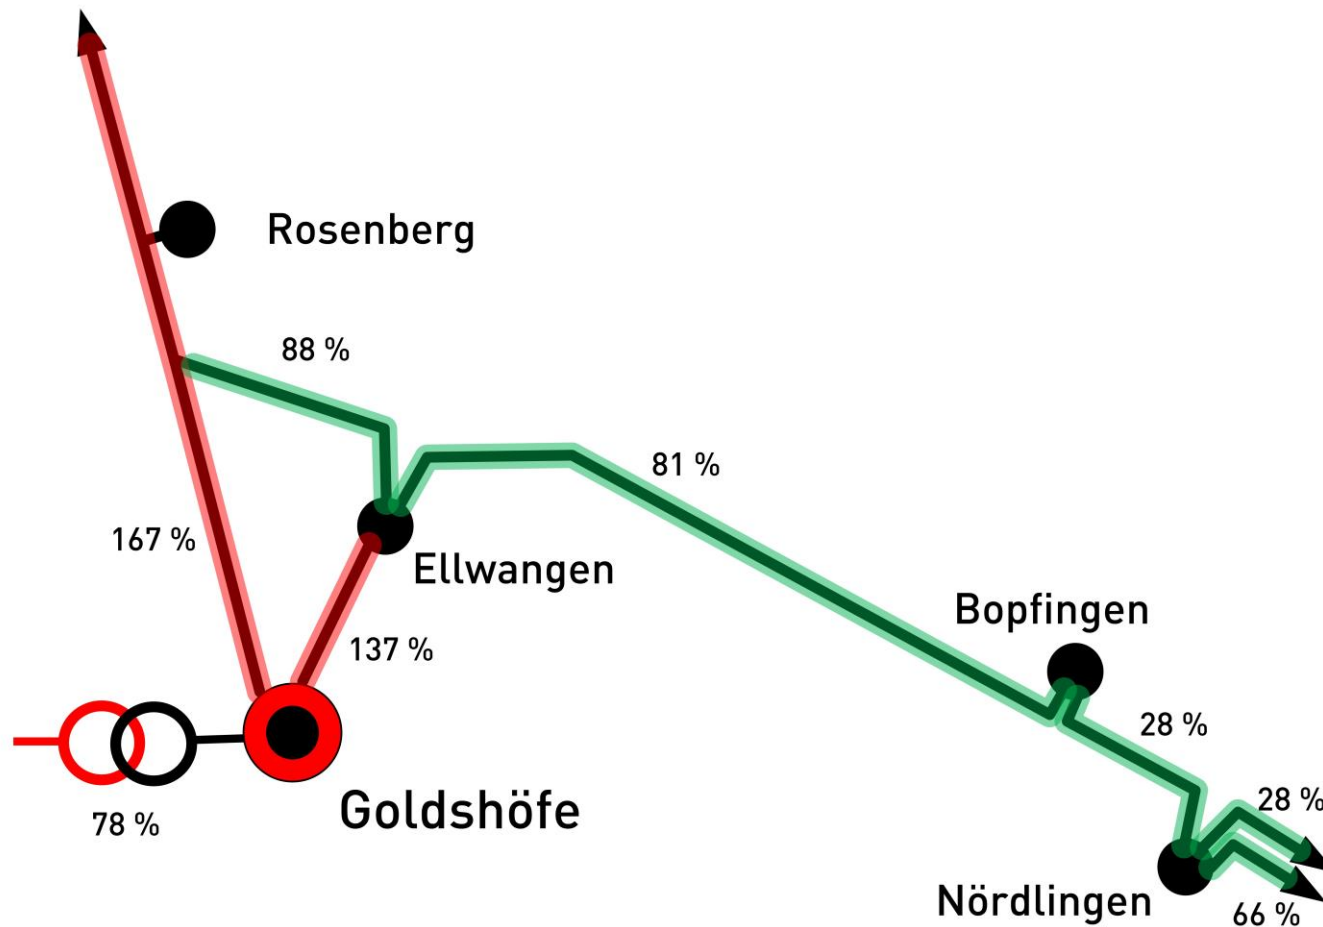 Rosenberg
88 %
81 %
167 %
Ellwangen
Bopfingen
137 %
28 %
28 %
Goldshöfe
78 %
Nördlingen
66 %